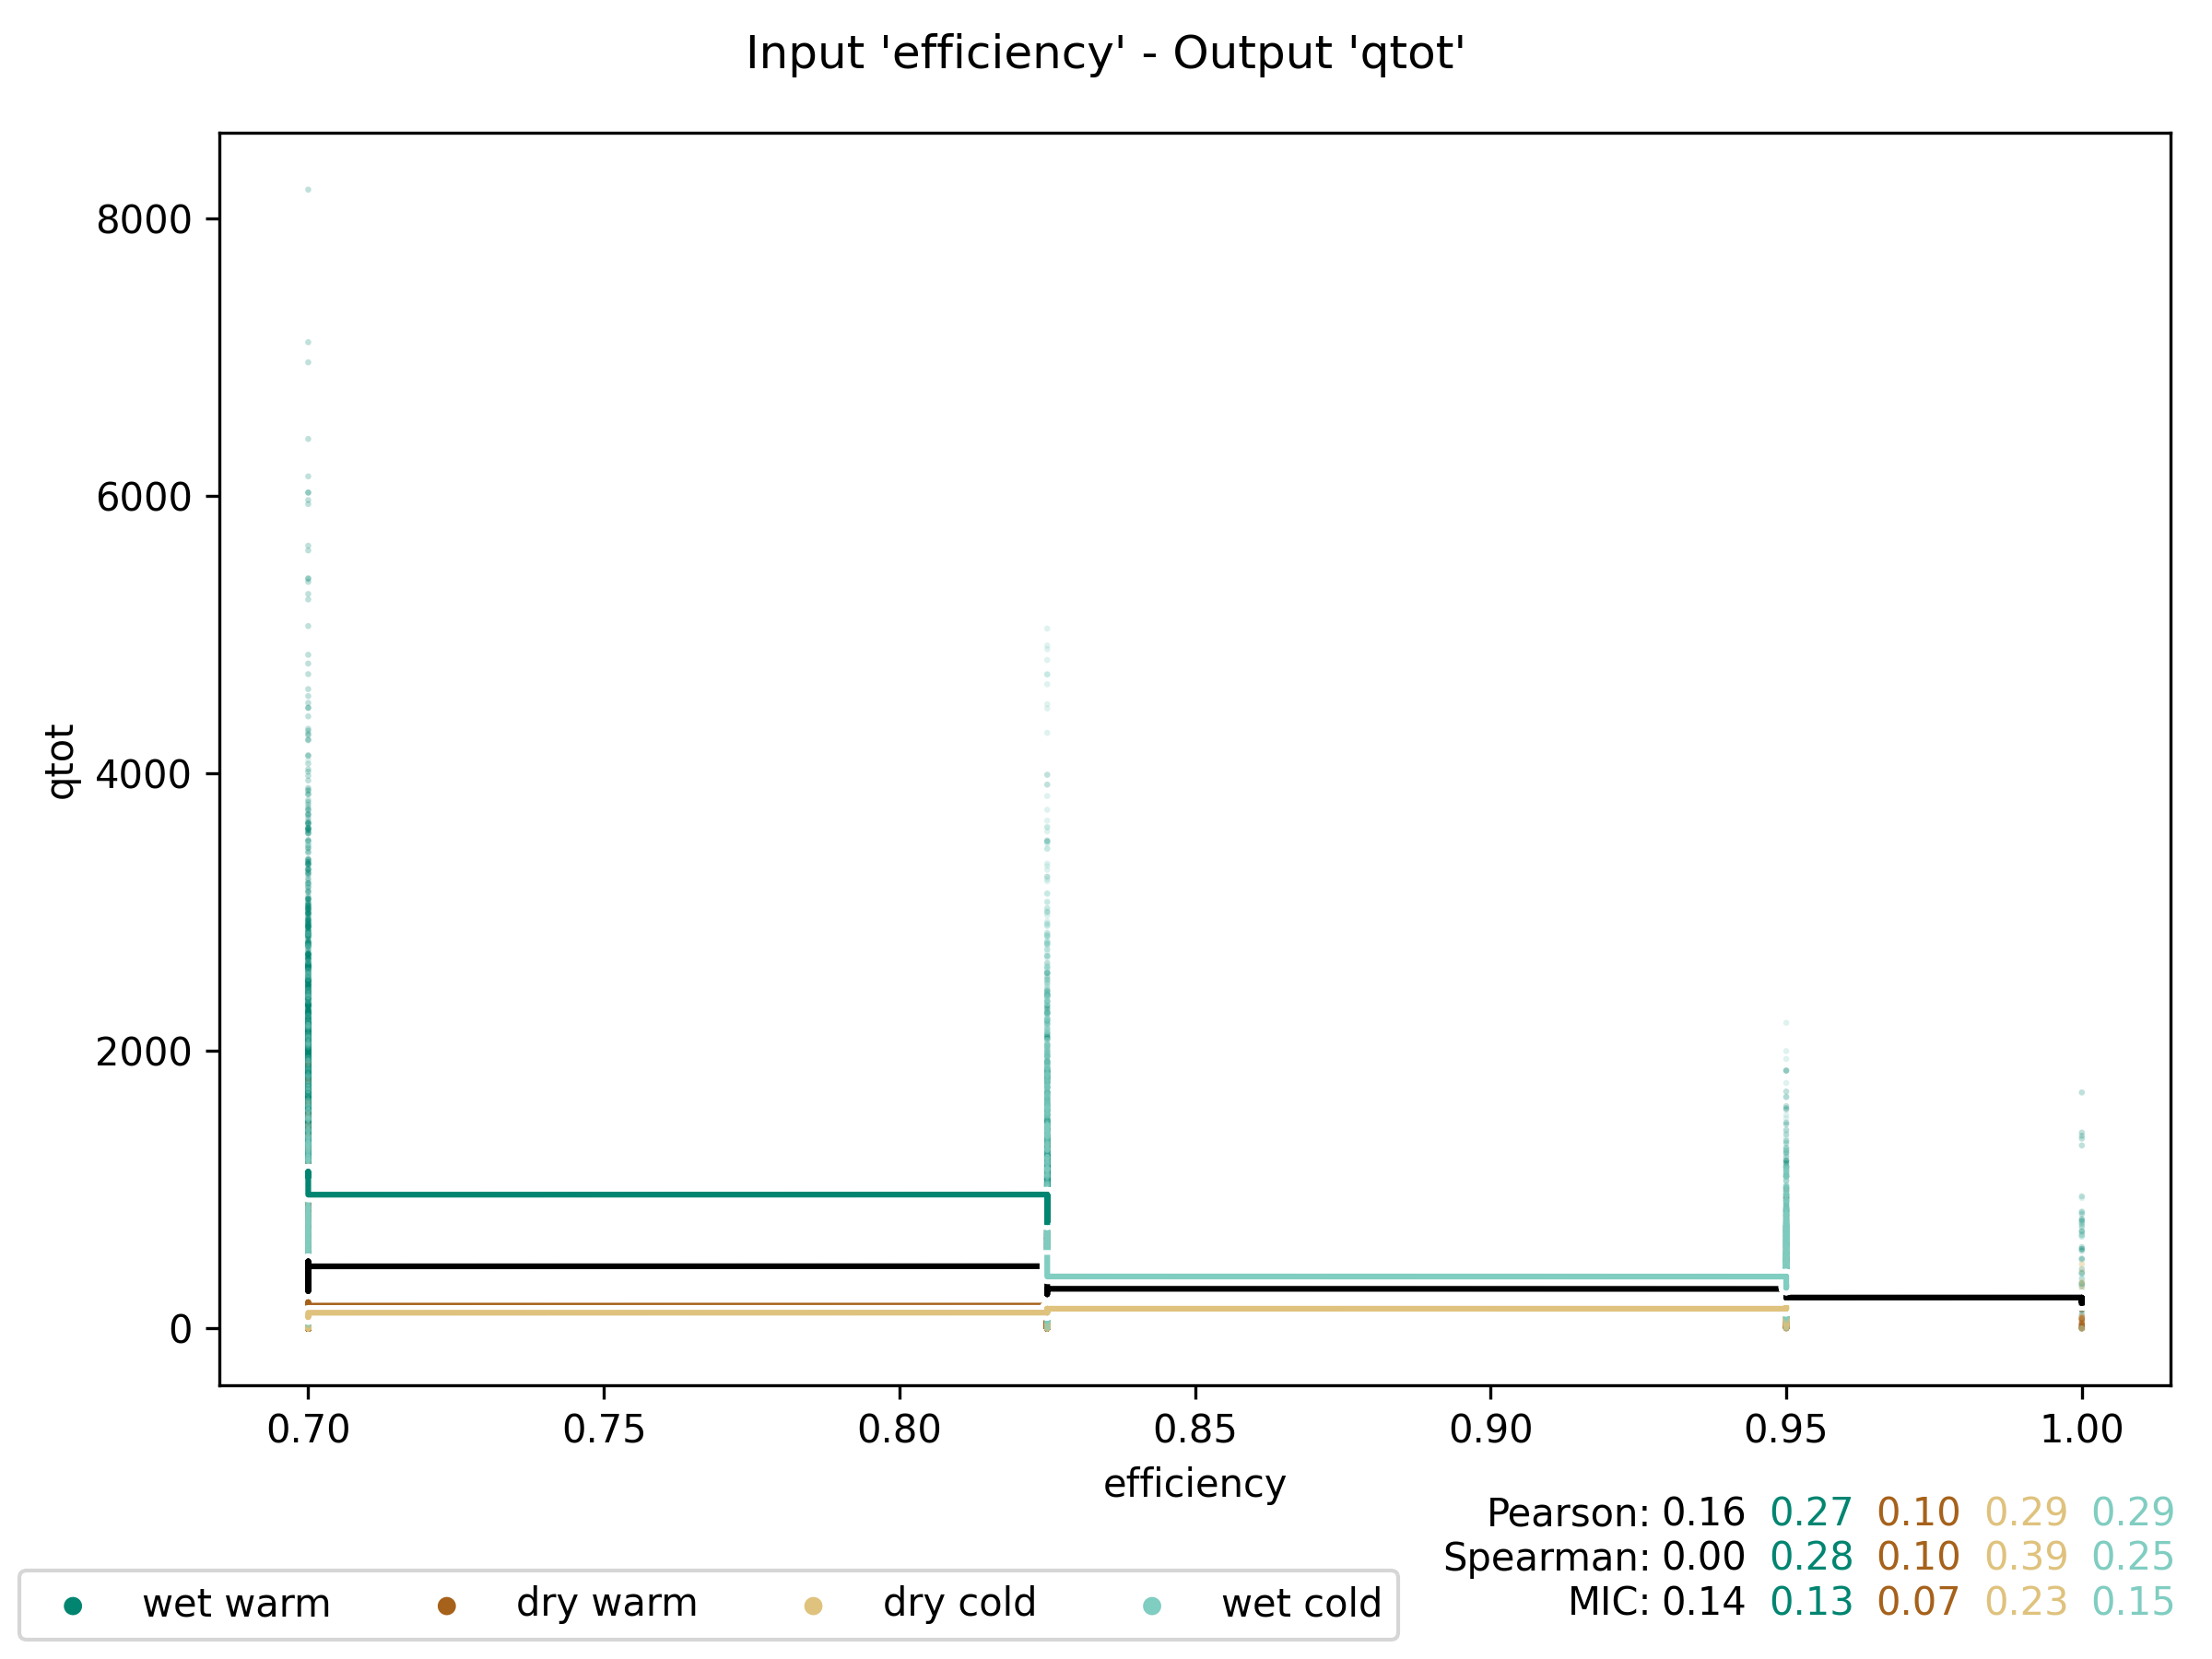 Input 'efficiency' - Output 'qtot'
8000
6000
4000
2000
0
qtot
0.70 0.75 0.80 0.85 0.90 0.95 1.00
efficiency
Pearson: 0.16 0.27 0.10 0.29 0.29
Spearman: 0.00 0.28 0.10 0.39 0.25
MIC: 0.14 0.13 0.07 0.23 0.15
wet warm dry warm dry cold wet cold